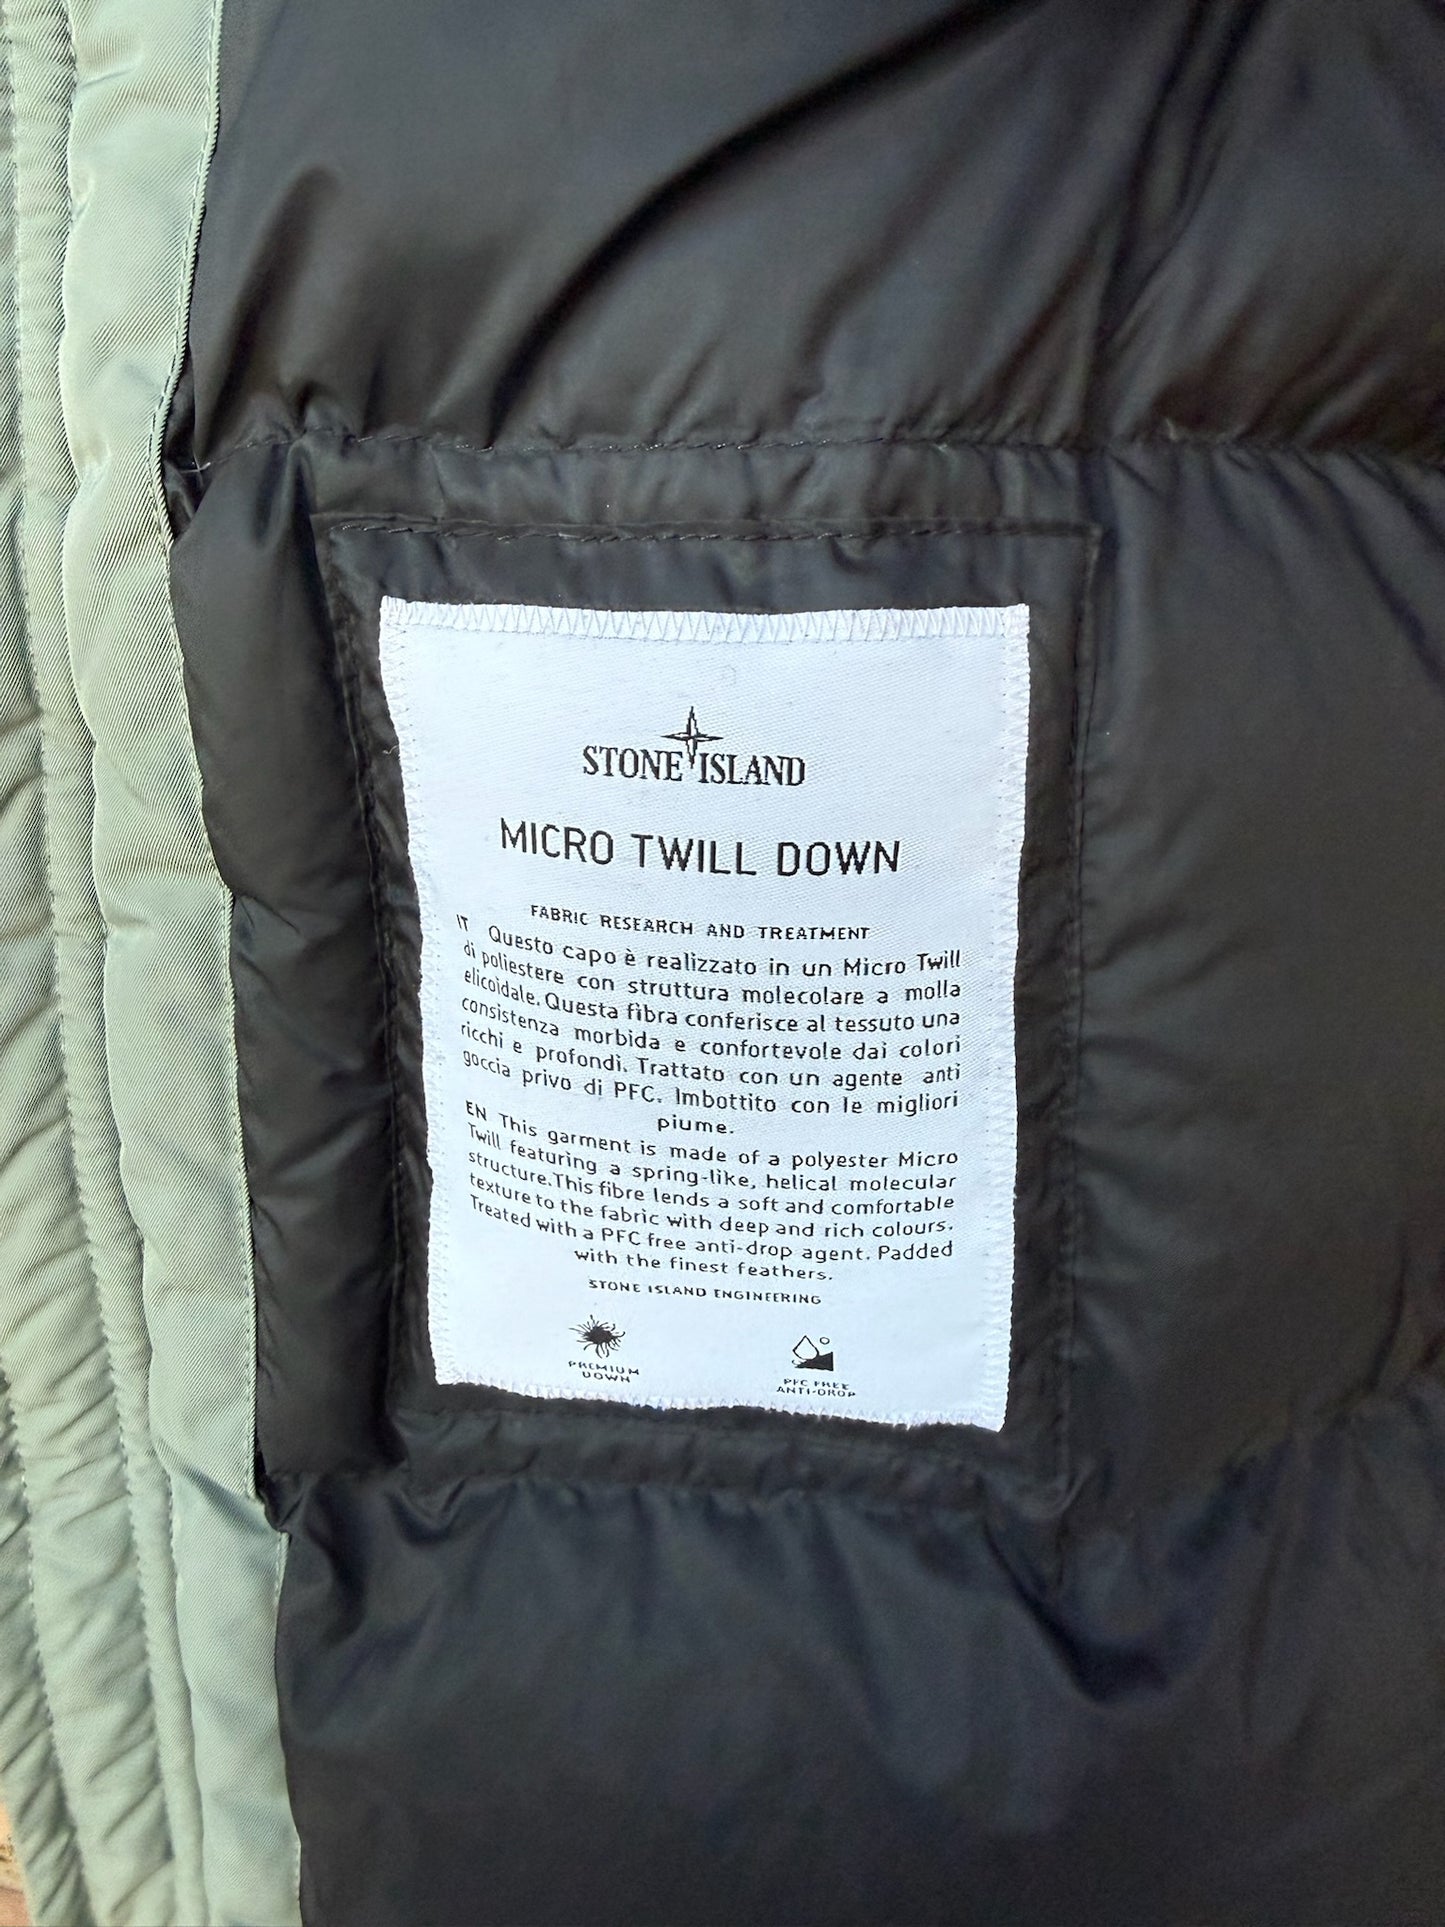 STONE ISLAND
MICRO TWILL DOWN
FABRIC RESEARCH AND TREATMENT
IT Questo capo è realizzato in un Micro Twill
di poliestere con struttura molecolare a molla
elicoidale. Questa fibra conferisce al tessuto una
consistenza morbida e confortevole dai colori
ricchi e profondi. Trattato con un agente anti
goccia privo di PFC. Imbottito con le migliori
piume.
EN This garment is made of a polyester Micro
Twill featuring a spring-like, helical molecular
structure.This fibre lends a soft and comfortable
texture to the fabric with deep and rich colours.
Treated with a PFC free anti-drop agent. Padded
with the finest feathers.
STONE ISLAND ENGINEERING
PREMIUM
DOWN
PFC FREE
ANTI-DROP